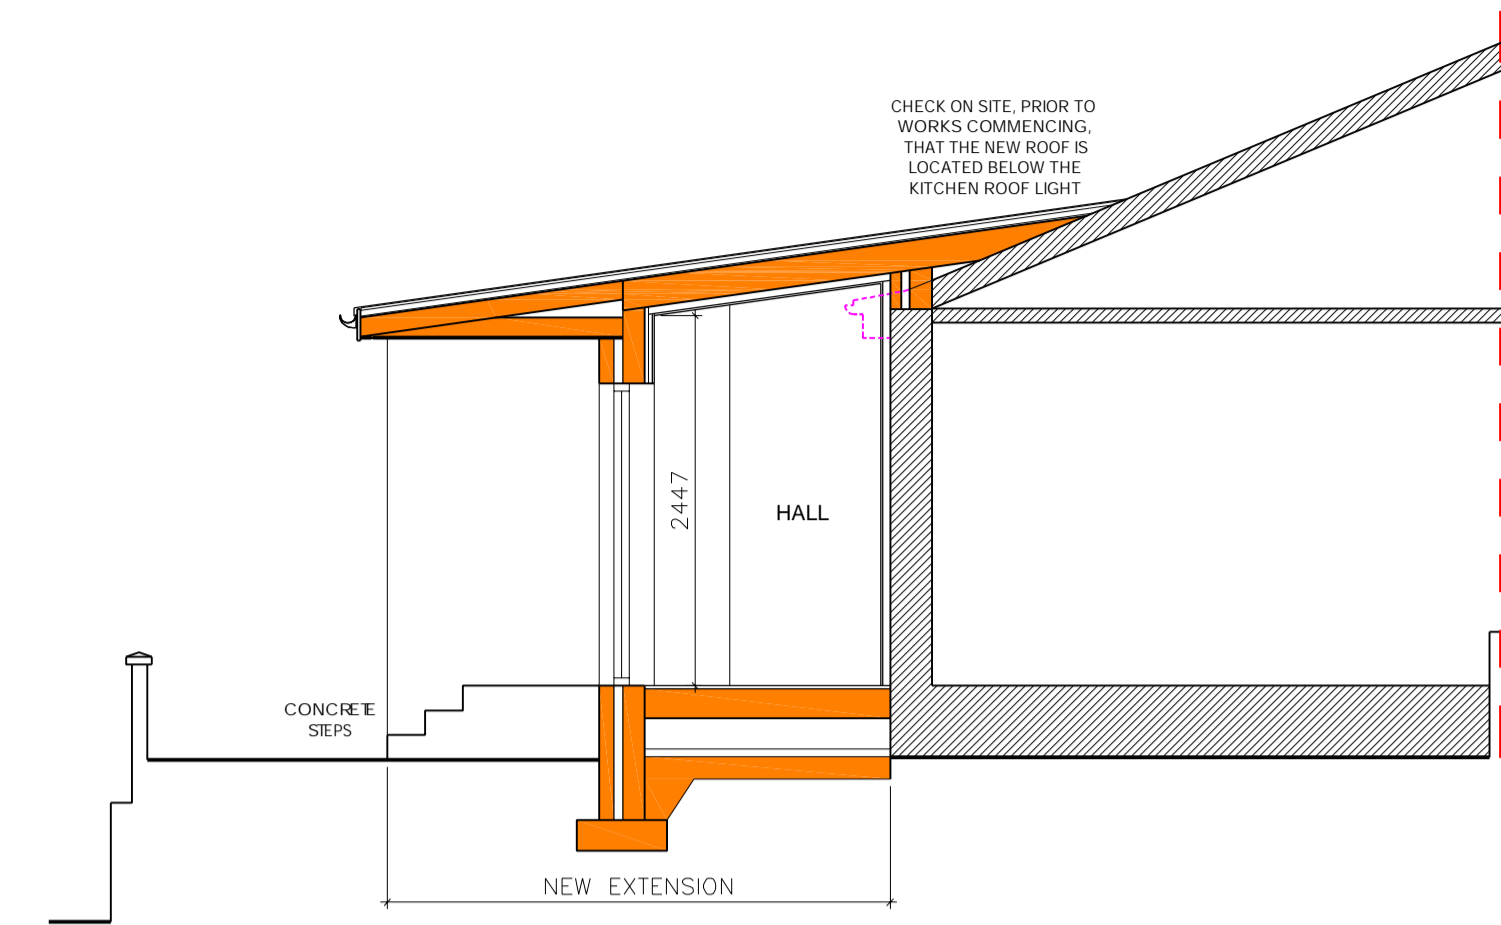 CHECK ON SITE, PRIOR TO
WORKS COMMENCING,
THAT THE NEW ROOF IS
LOCATED BELOW THE
KITCHEN ROOF LIGHT
2447
HALL
CONCRETE
STEPS
NEW EXTENSION